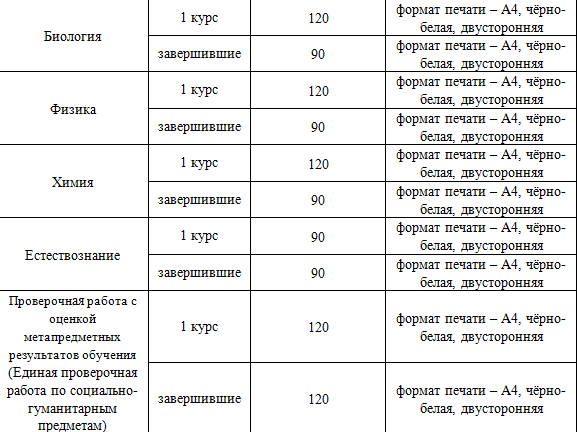 Биология
1 курс
120
формат печати – А4, чёрно-
белая, двусторонняя
завершившие
90
формат печати – А4, чёрно-
белая, двусторонняя
Физика
1 курс
120
формат печати – А4, чёрно-
белая, двусторонняя
завершившие
90
формат печати – А4, чёрно-
белая, двусторонняя
Химия
1 курс
120
формат печати – А4, чёрно-
белая, двусторонняя
завершившие
90
формат печати – А4, чёрно-
белая, двусторонняя
Естествознание
1 курс
90
формат печати – А4, чёрно-
белая, двусторонняя
завершившие
90
формат печати – А4, чёрно-
белая, двусторонняя
Проверочная работа с
оценкой
метапредметных
результатов обучения
(Единая проверочная
работа по социально-
гуманитарным
предметам)
1 курс
120
формат печати – А4, чёрно-
белая, двусторонняя
завершившие
120
формат печати – А4, чёрно-
белая, двусторонняя